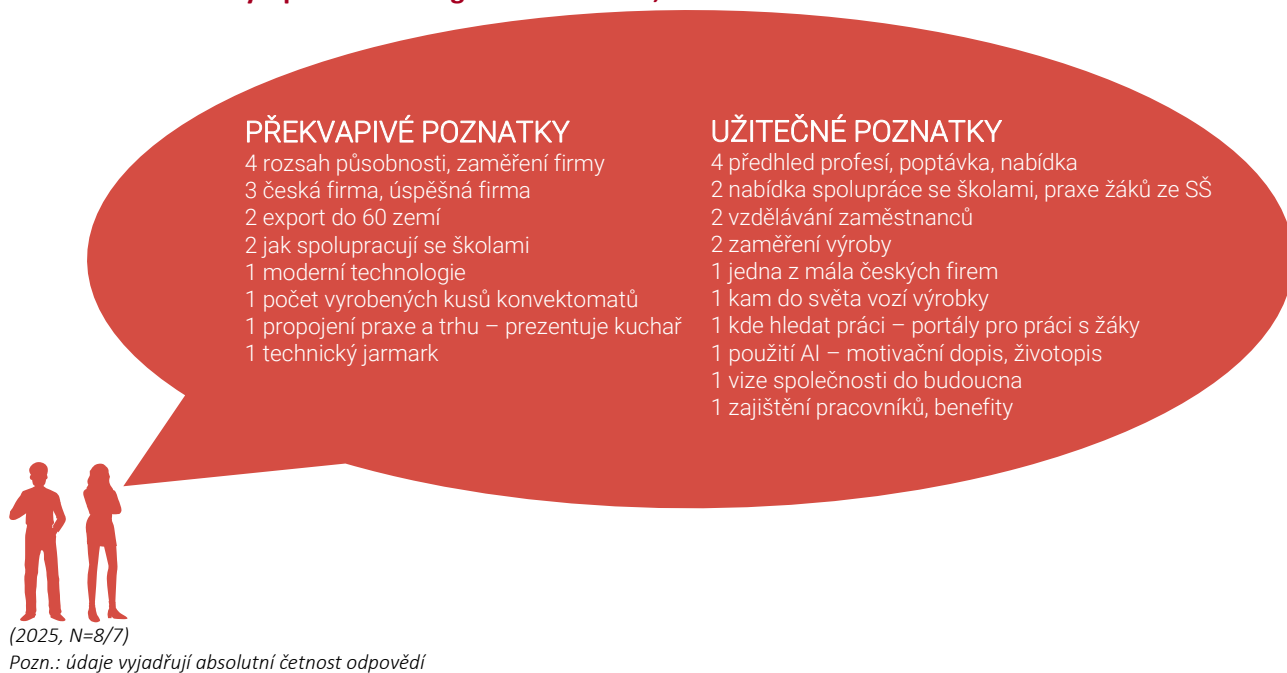 PŘEKVAPIVÉ POZNATKY
4 rozsah působnosti, zaměření firmy
3 česká firma, úspěšná firma
2 export do 60 zemí
2 jak spolupracují se školami
1 moderní technologie
1 počet vyrobených kusů konvektomatů
1 propojení praxe a trhu – prezentuje kuchař
1 technický jarmark
UŽITEČNÉ POZNATKY
4 předhled profesí, poptávka, nabídka
2 nabídka spolupráce se školami, praxe žáků ze SŠ
2 vzdělávání zaměstnanců
2 zaměření výroby
1 jedna z mála českých firem
1 kam do světa vozí výrobky
1 kde hledat práci – portály pro práci s žáky
1 použití AI – motivační dopis, životopis
1 vize společnosti do budoucna
1 zajištění pracovníků, benefity
(2025, N=8/7)
Pozn.: údaje vyjadřují absolutní četnost odpovědí